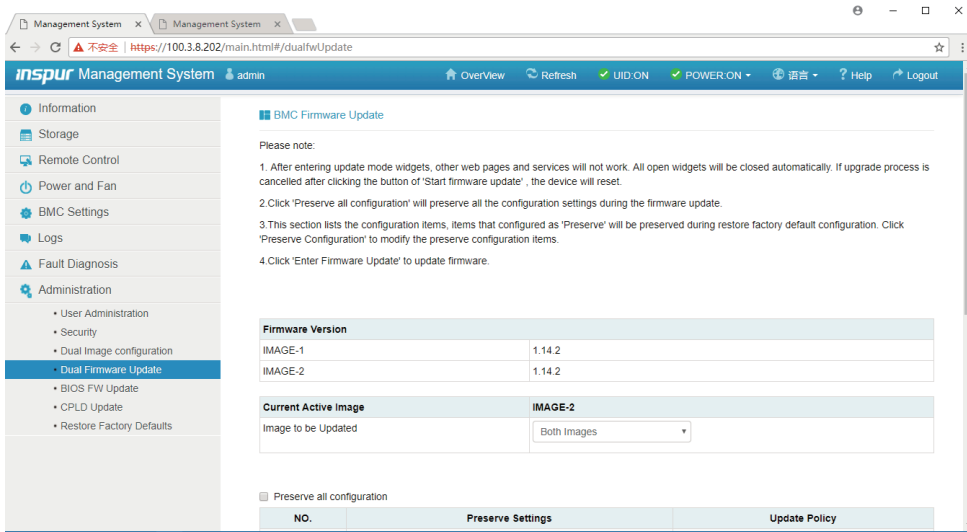 Management System
Management System
不安全 | https://100.3.8.202/main.html#/dualfwUpdate
inspur Management System admin OverView Refresh UID:ON POWER:ON 语言 Help Logout
Information
Storage
Remote Control
Power and Fan
BMC Settings
Logs
Fault Diagnosis
Administration
• User Administration
• Security
• Dual Image configuration
• Dual Firmware Update
• BIOS FW Update
• CPLD Update
• Restore Factory Defaults
BMC Firmware Update
Please note:
1. After entering update mode widgets, other web pages and services will not work. All open widgets will be closed automatically. If upgrade process is
cancelled after clicking the button of 'Start firmware update' , the device will reset.
2.Click 'Preserve all configuration' will preserve all the configuration settings during the firmware update.
3.This section lists the configuration items, items that configured as 'Preserve' will be preserved during restore factory default configuration. Click
'Preserve Configuration' to modify the preserve configuration items.
4.Click 'Enter Firmware Update' to update firmware.
Firmware Version
IMAGE-1 1.14.2
IMAGE-2 1.14.2
Current Active Image IMAGE-2
Image to be Updated Both Images
Preserve all configuration
NO. Preserve Settings Update Policy